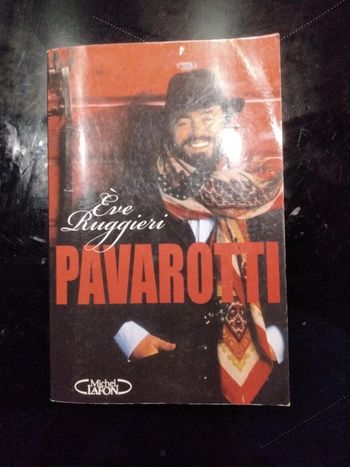 Ève
Ruggieri
PAVAROTTI
Michel
LAFON